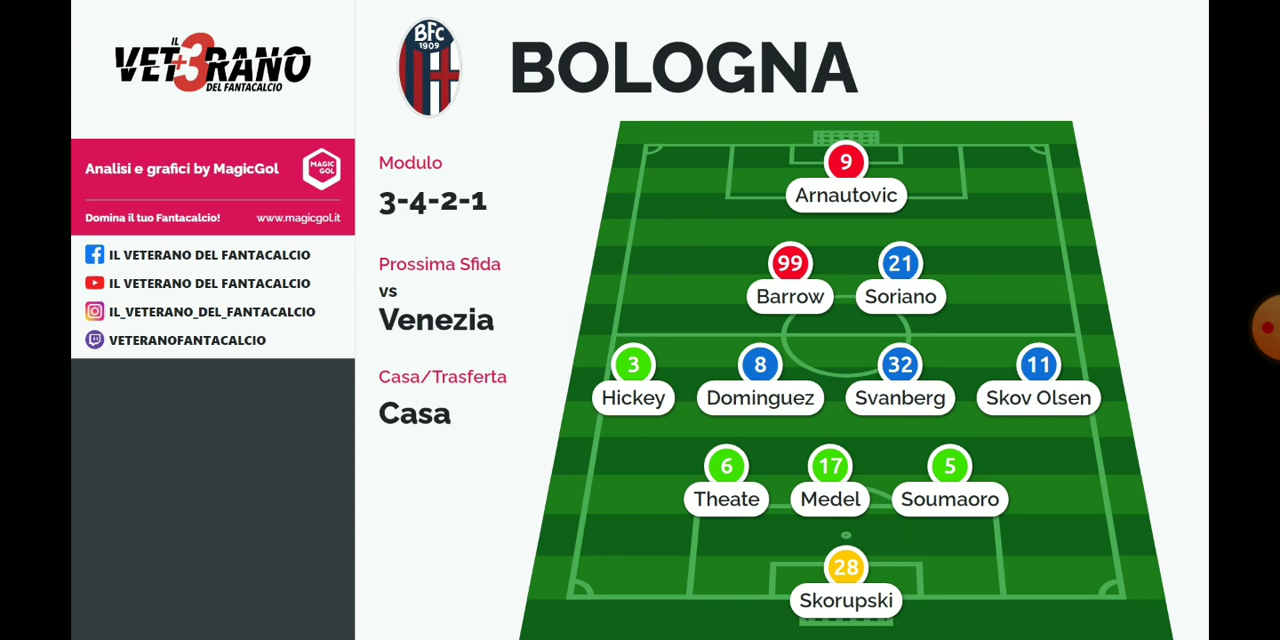 IL
VET+3RANO
DEL FANTACALCIO
Analisi e grafici by MagicGol
MAGIC
GOL
Domina il tuo Fantacalcio!
www.magicgol.it
IL VETERANO DEL FANTACALCIO
IL VETERANO DEL FANTACALCIO
IL_VETERANO_DEL_FANTACALCIO
VETERANOFANTACALCIO
BFC
1909
BOLOGNA
Modulo
3-4-2-1
Prossima Sfida
vs
Venezia
Casa/Trasferta
Casa
9
Arnautovic
99
Barrow
21
Soriano
3
Hickey
8
Dominguez
32
Svanberg
11
Skov Olsen
6
Theate
17
Medel
5
Soumaoro
28
Skorupski